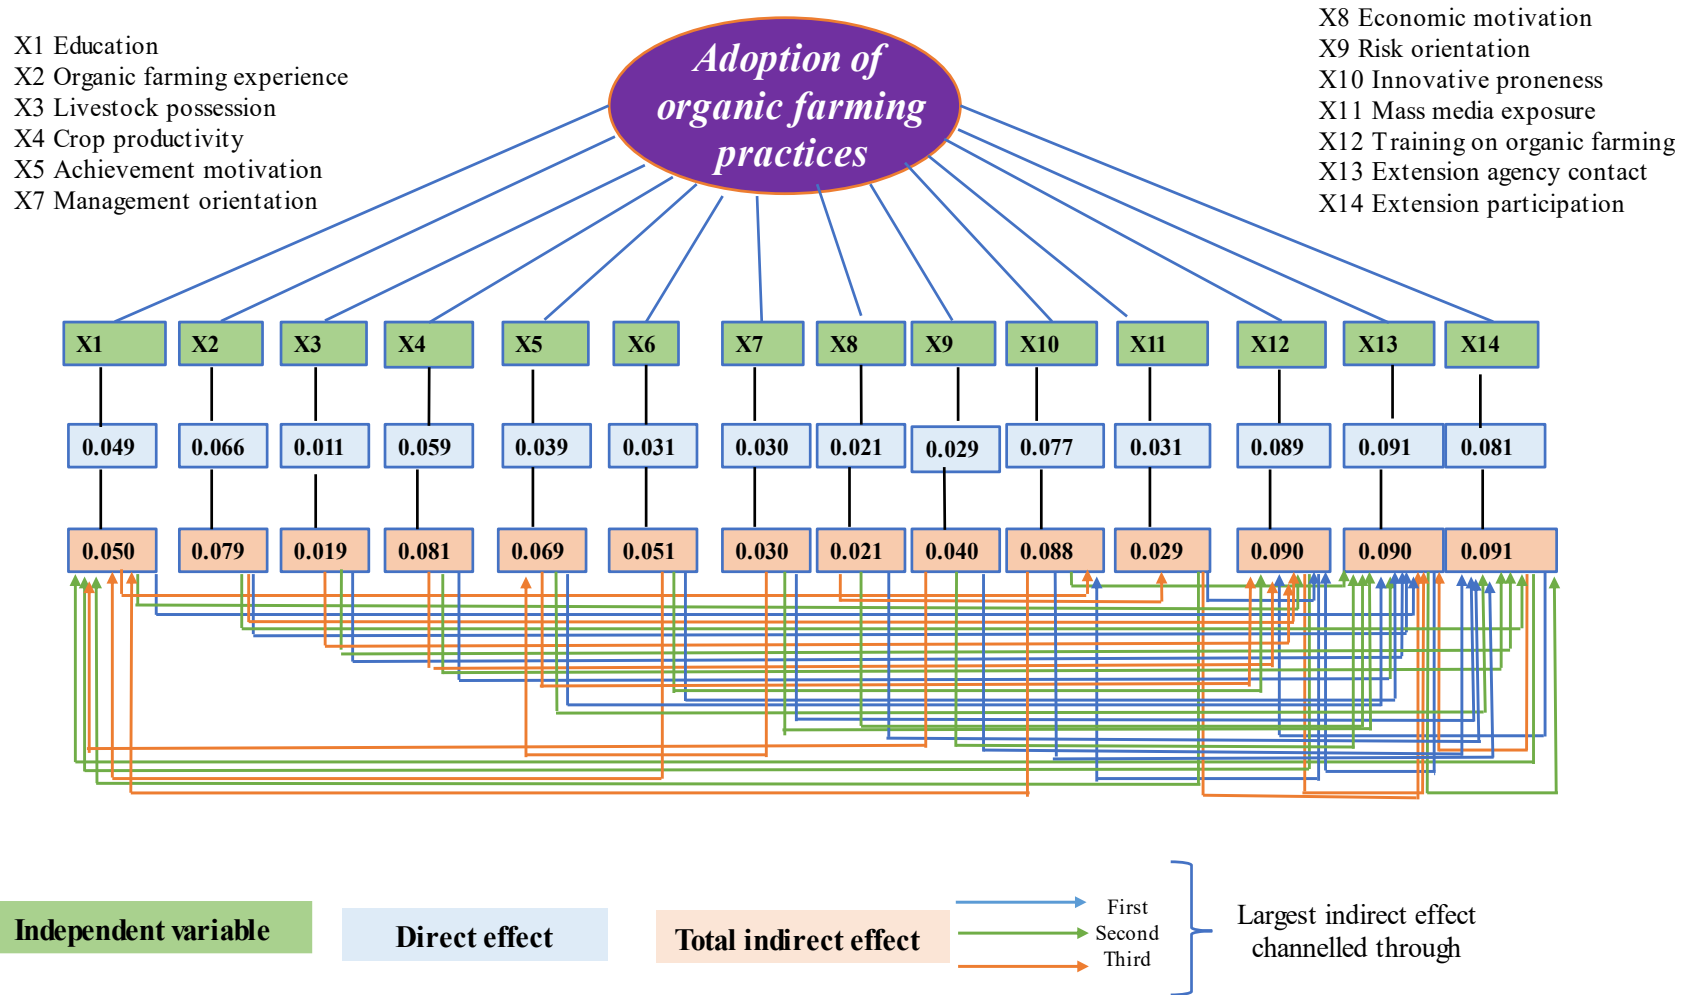 X1 Education
X2 Organic farming experience
X3 Livestock possession
X4 Crop productivity
X5 Achievement motivation
X7 Management orientation
Adoption of
organic farming
practices
X8 Economic motivation
X9 Risk orientation
X10 Innovative proneness
X11 Mass media exposure
X12 Training on organic farming
X13 Extension agency contact
X14 Extension participation
X1 X2 X3 X4 X5 X6 X7 X8 X9 X10 X11 X12 X13 X14
0.049 0.066 0.011 0.059 0.039 0.031 0.030 0.021 0.029 0.077 0.031 0.089 0.091 0.081
0.050 0.079 0.019 0.081 0.069 0.051 0.030 0.021 0.040 0.088 0.029 0.090 0.090 0.091
Independent variable
Direct effect
Total indirect effect
First
Second
Third
Largest indirect effect
channelled through